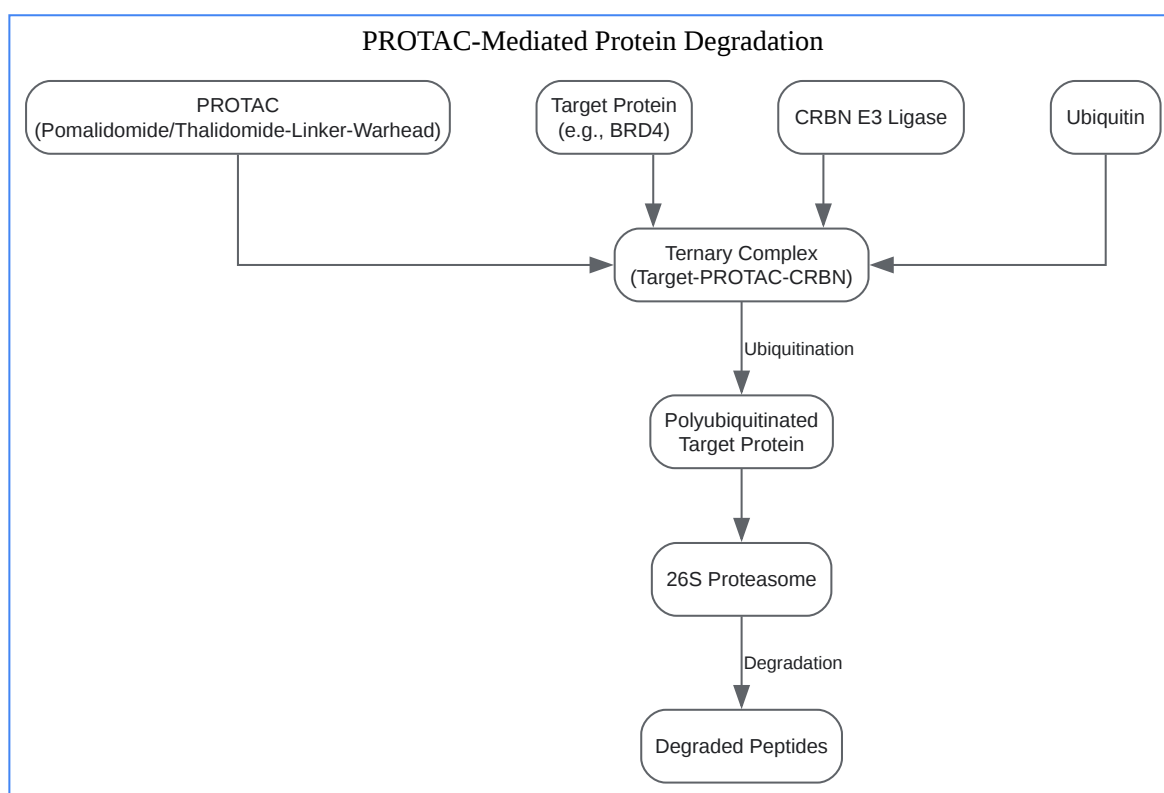 PROTAC-Mediated Protein Degradation
PROTAC
(Pomalidomide/Thalidomide-Linker-Warhead)
Target Protein
(e.g., BRD4)
CRBN E3 Ligase
Ubiquitin
Ternary Complex
(Target-PROTAC-CRBN)
Ubiquitination
Polyubiquitinated
Target Protein
26S Proteasome
Degradation
Degraded Peptides